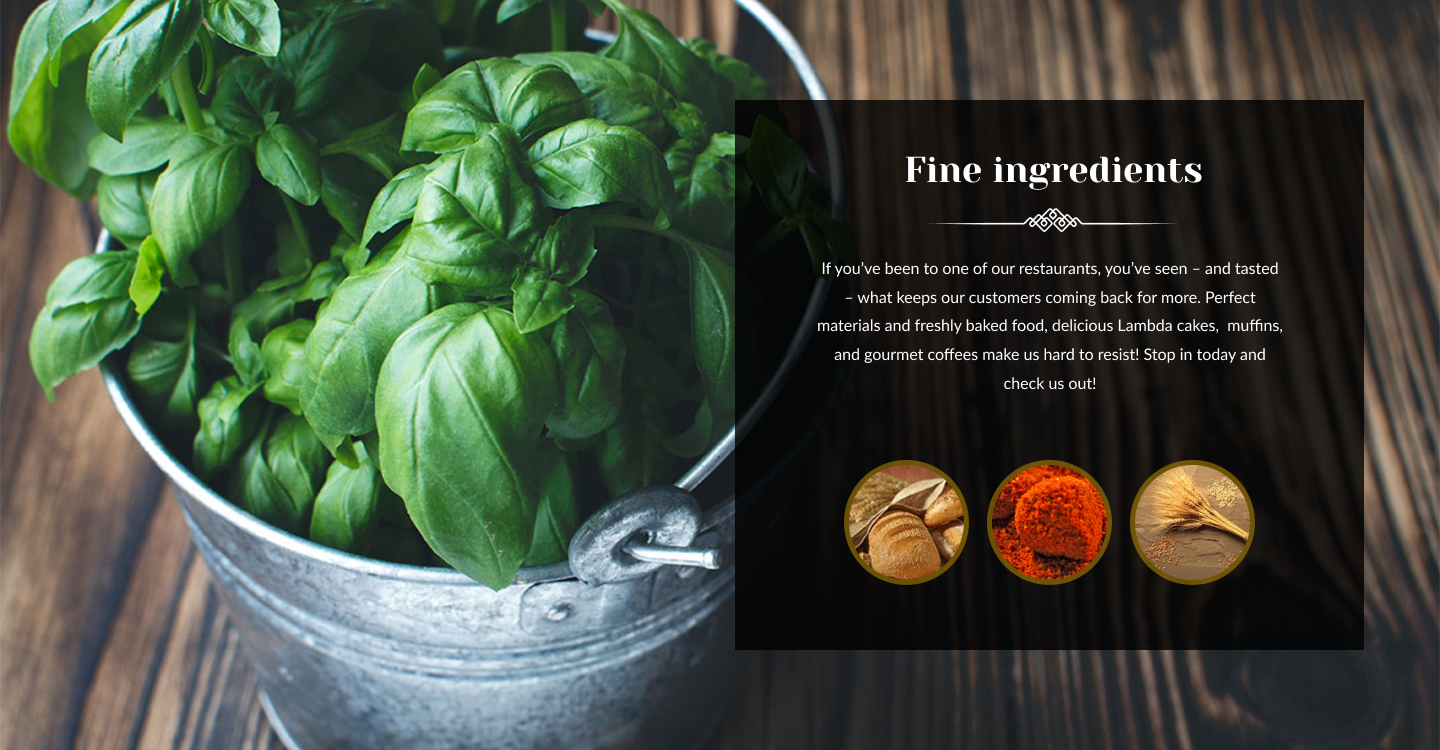 Fine ingredients
If you’ve been to one of our restaurants, you’ve seen – and tasted
– what keeps our customers coming back for more. Perfect
materials and freshly baked food, delicious Lambda cakes,  muffins,
and gourmet coffees make us hard to resist! Stop in today and
check us out!